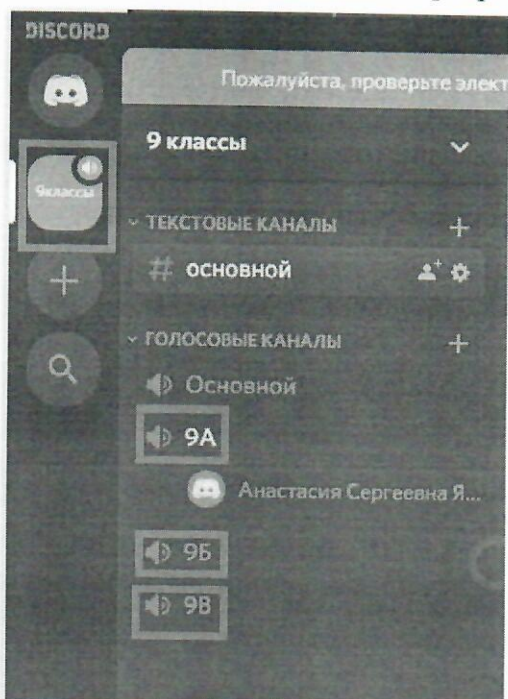 DISCORD
Пожалуйста, проверьте элект
9 классы
9классы
ТЕКСТОВЫЕ КАНАЛЫ
# основной
ГОЛОСОВЫЕ КАНАЛЫ
Основной
9А
Анастасия Сергеевна Я...
9Б
9В